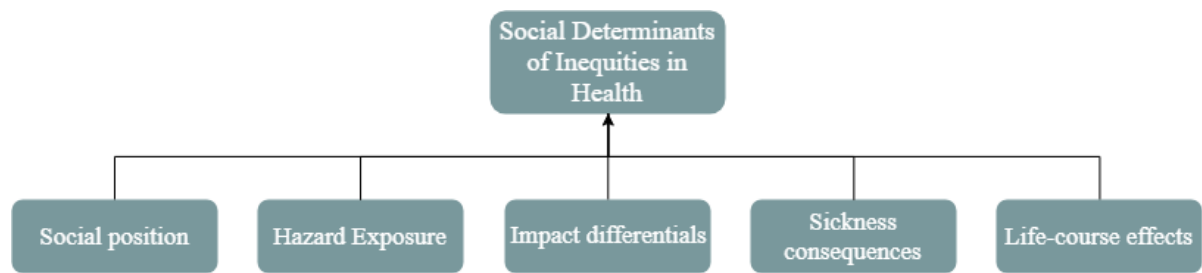 Social Determinants
of Inequities in
Health
Social position
Hazard Exposure
Impact differentials
Sickness
consequences
Life-course effects